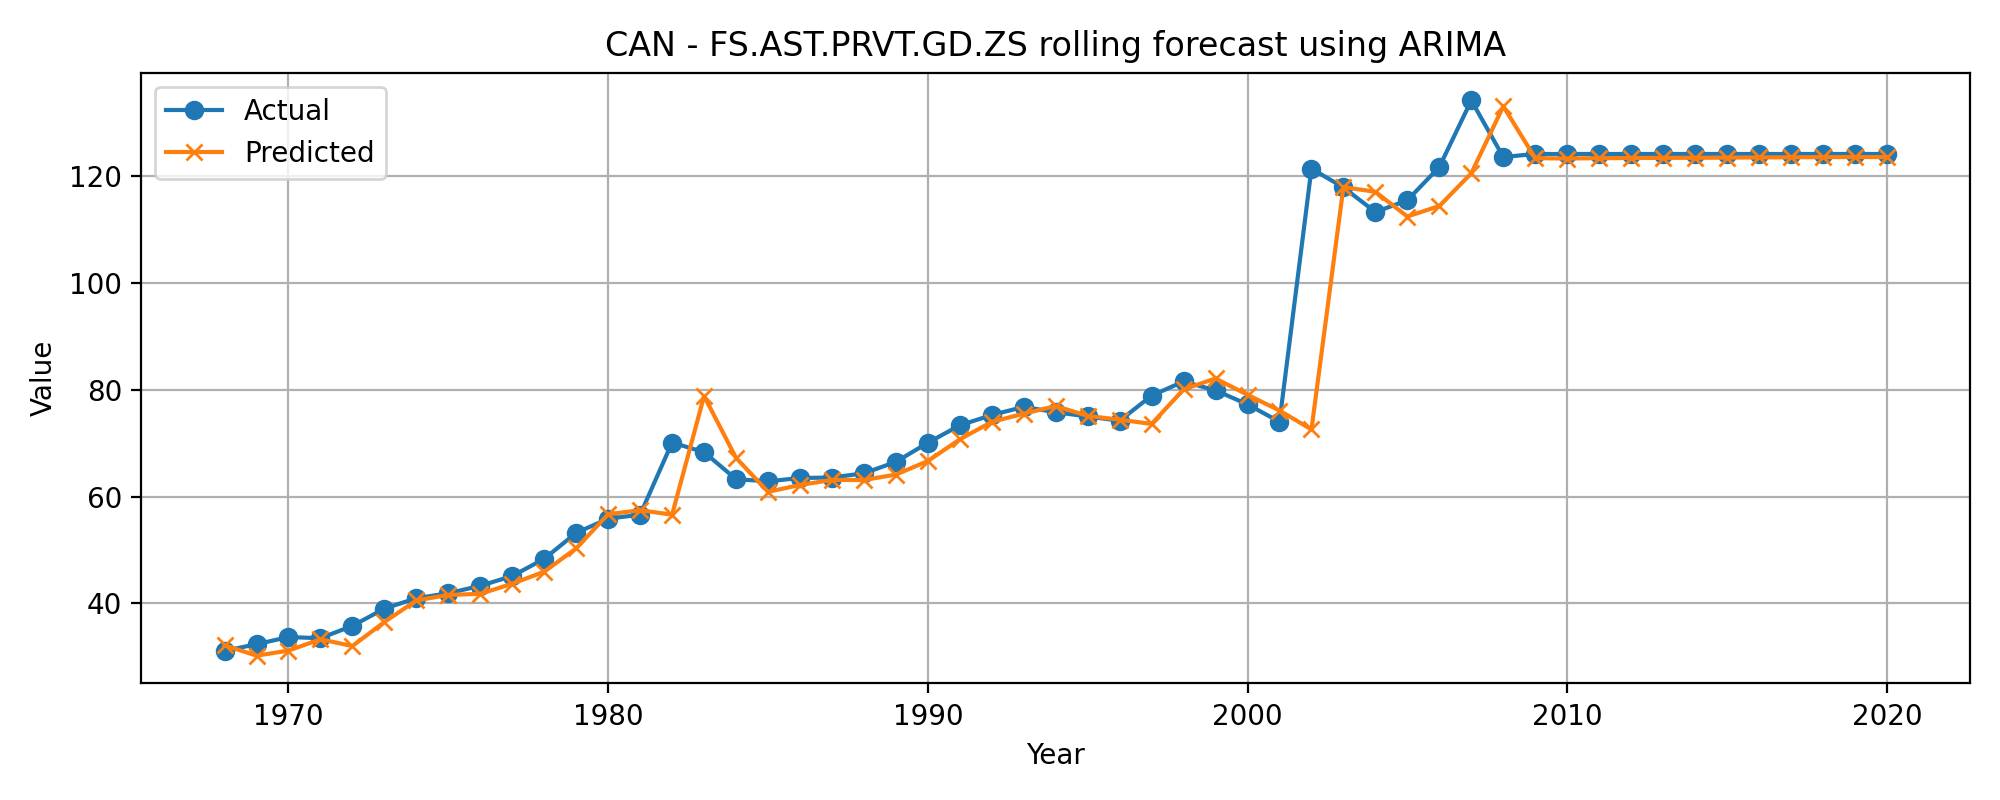 CAN - FS.AST.PRVT.GD.ZS rolling forecast using ARIMA
Actual
Predicted
Value
120
100
80
60
40
1970 1980 1990 2000 2010 2020
Year